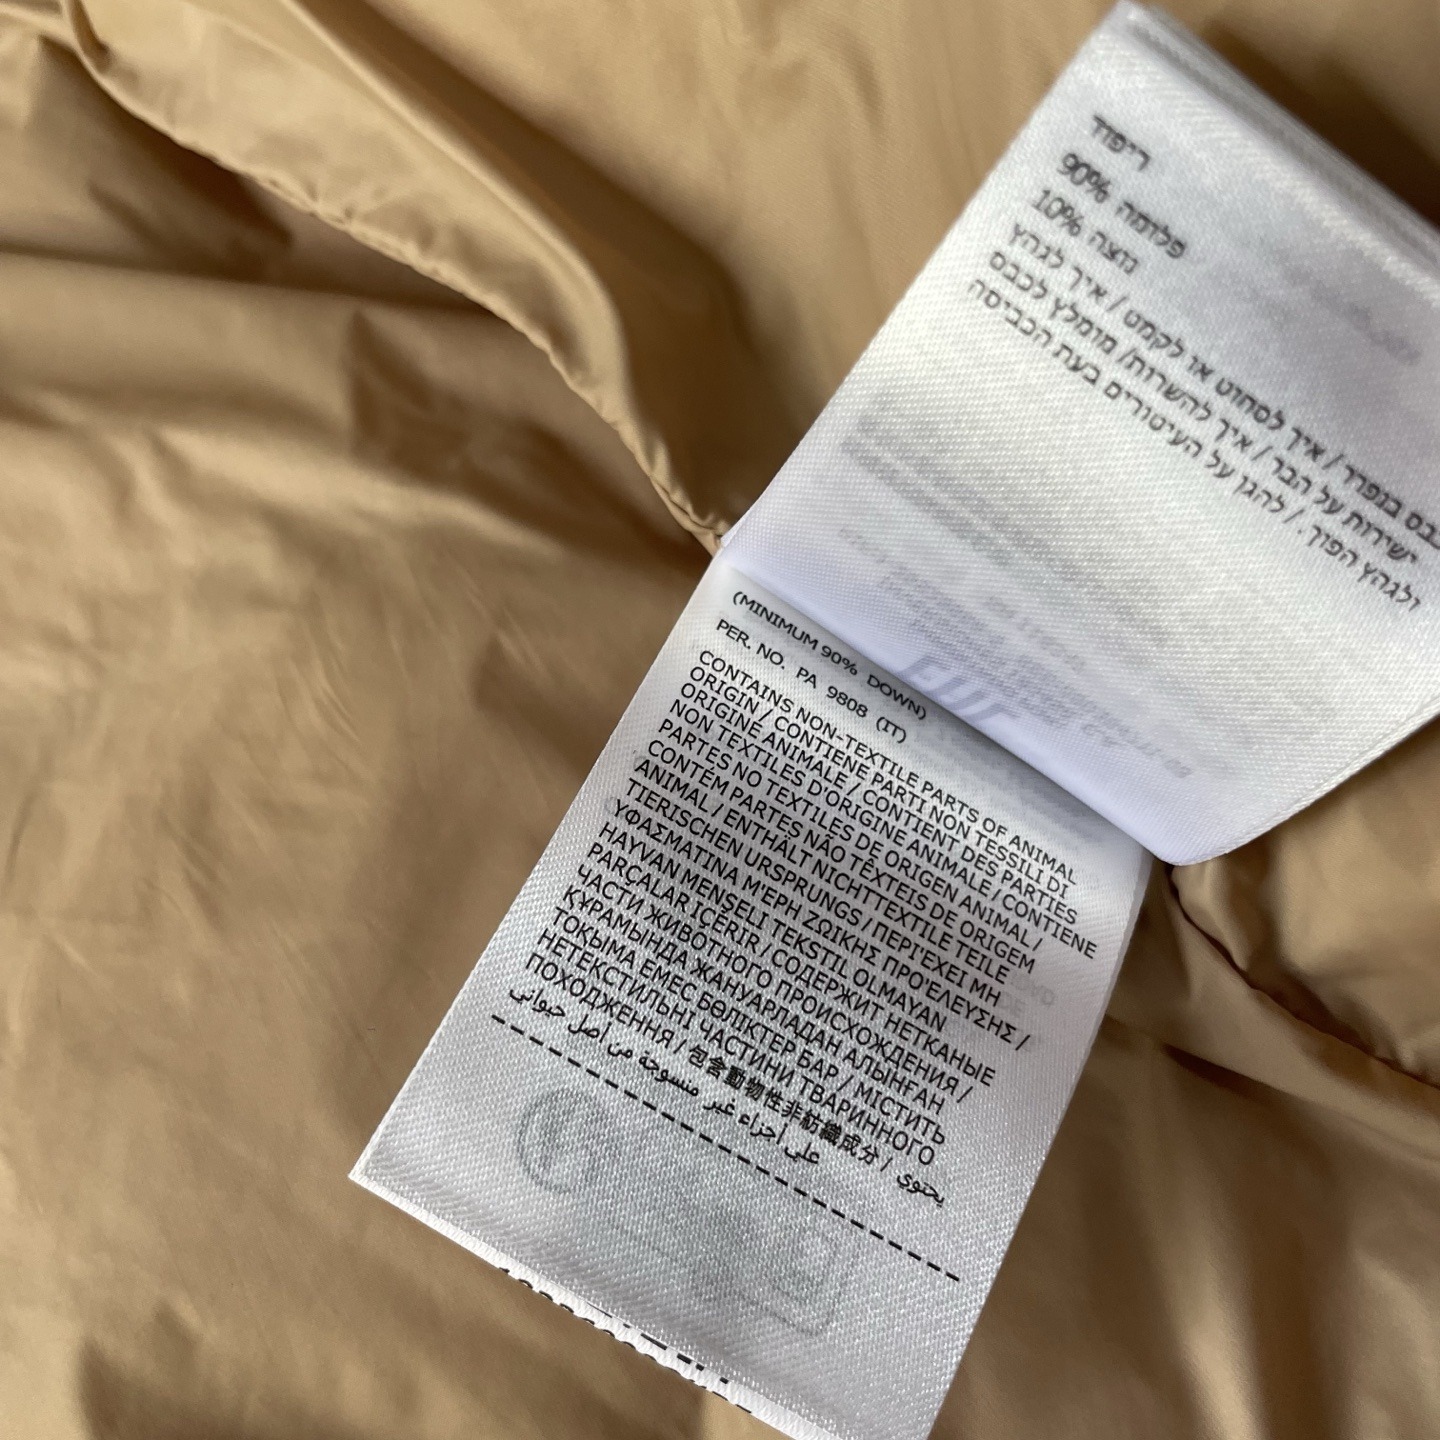 ריפוד
90% פלומה
10% נוצה
כבס בנפרד / איך לסחוט או לקמט / איך לגהץ
ישירות על הבד / איך להשרות/ מומלץ לכבס
ולגהץ הפוך. / להגן על העיטורים בעת הכביסה
(MINIMUM 90% DOWN)
PER. NO. PA 9808 (IT)
CONTAINS NON-TEXTILE PARTS OF ANIMAL
ORIGIN / CONTIENE PARTI NON TESSILI DI
ORIGINE ANIMALE / CONTIENT DES PARTIES
NON TEXTILES D'ORIGINE ANIMALE / CONTIENE
PARTES NO TEXTILES DE ORIGEN ANIMAL /
CONTÉM PARTES NÃO TÊXTEIS DE ORIGEM
ANIMAL / ENTHÄLT NICHTTEXTILE TEILE
TIERISCHEN URSPRUNGS / ΠΕΡΙΈΧΕΙ ΜΗ
ΥΦΑΣΜΑΤΙΝΑ Μ'ΕΡΗ ΖΩΙΚΗΣ ΠΡΟ'ΕΛΕΥΣΗΣ /
HAYVAN MENŞELI TEKSTIL OLMAYAN
PARÇALAR IÇERIR / СОДЕРЖИТ НЕТКАНЫЕ
ЧАСТИ ЖИВОТНОГО ПРОИСХОЖДЕНИЯ /
ҚҰРАМЫНДА ЖАНУАРЛАДАН АЛЫНҒАН
ТОҚЫМА ЕМЕС БӨЛІКТЕР БАР / МІСТИТЬ
НЕТЕКСТИЛЬНІ ЧАСТИНИ ТВАРИННОГО
ПОХОДЖЕННЯ / 包含動物性非紡織成分 / يحتوي
على أجزاء غير منسوجة من أصل حيواني